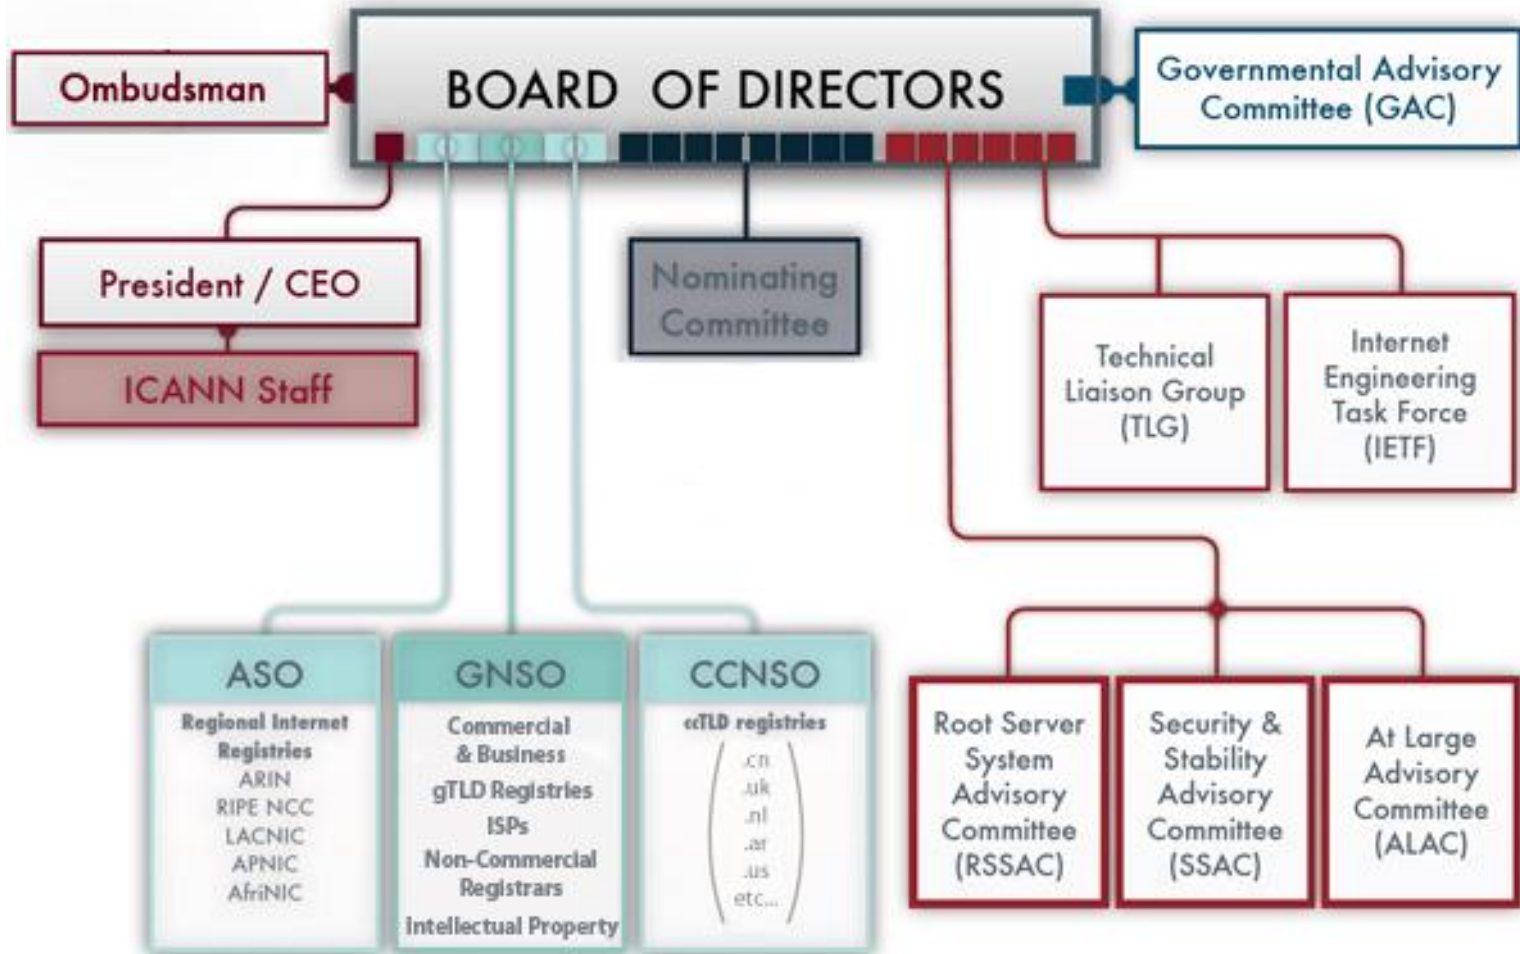 BOARD OF DIRECTORS
Ombudsman
Governmental Advisory
Committee (GAC)
President / CEO
ICANN Staff
Nominating
Committee
Technical
Liaison Group
(TLG)
Internet
Engineering
Task Force
(IETF)
ASO
Regional Internet
Registries
ARIN
RIPE NCC
LACNIC
APNIC
AfriNIC
GNSO
Commercial
& Business
gTLD Registries
ISPs
Non-Commercial
Registrars
Intellectual Property
CCNSO
ccTLD registries
.cn
.uk
.nl
.ar
.us
etc...
Root Server
System
Advisory
Committee
(RSSAC)
Security &
Stability
Advisory
Committee
(SSAC)
At Large
Advisory
Committee
(ALAC)